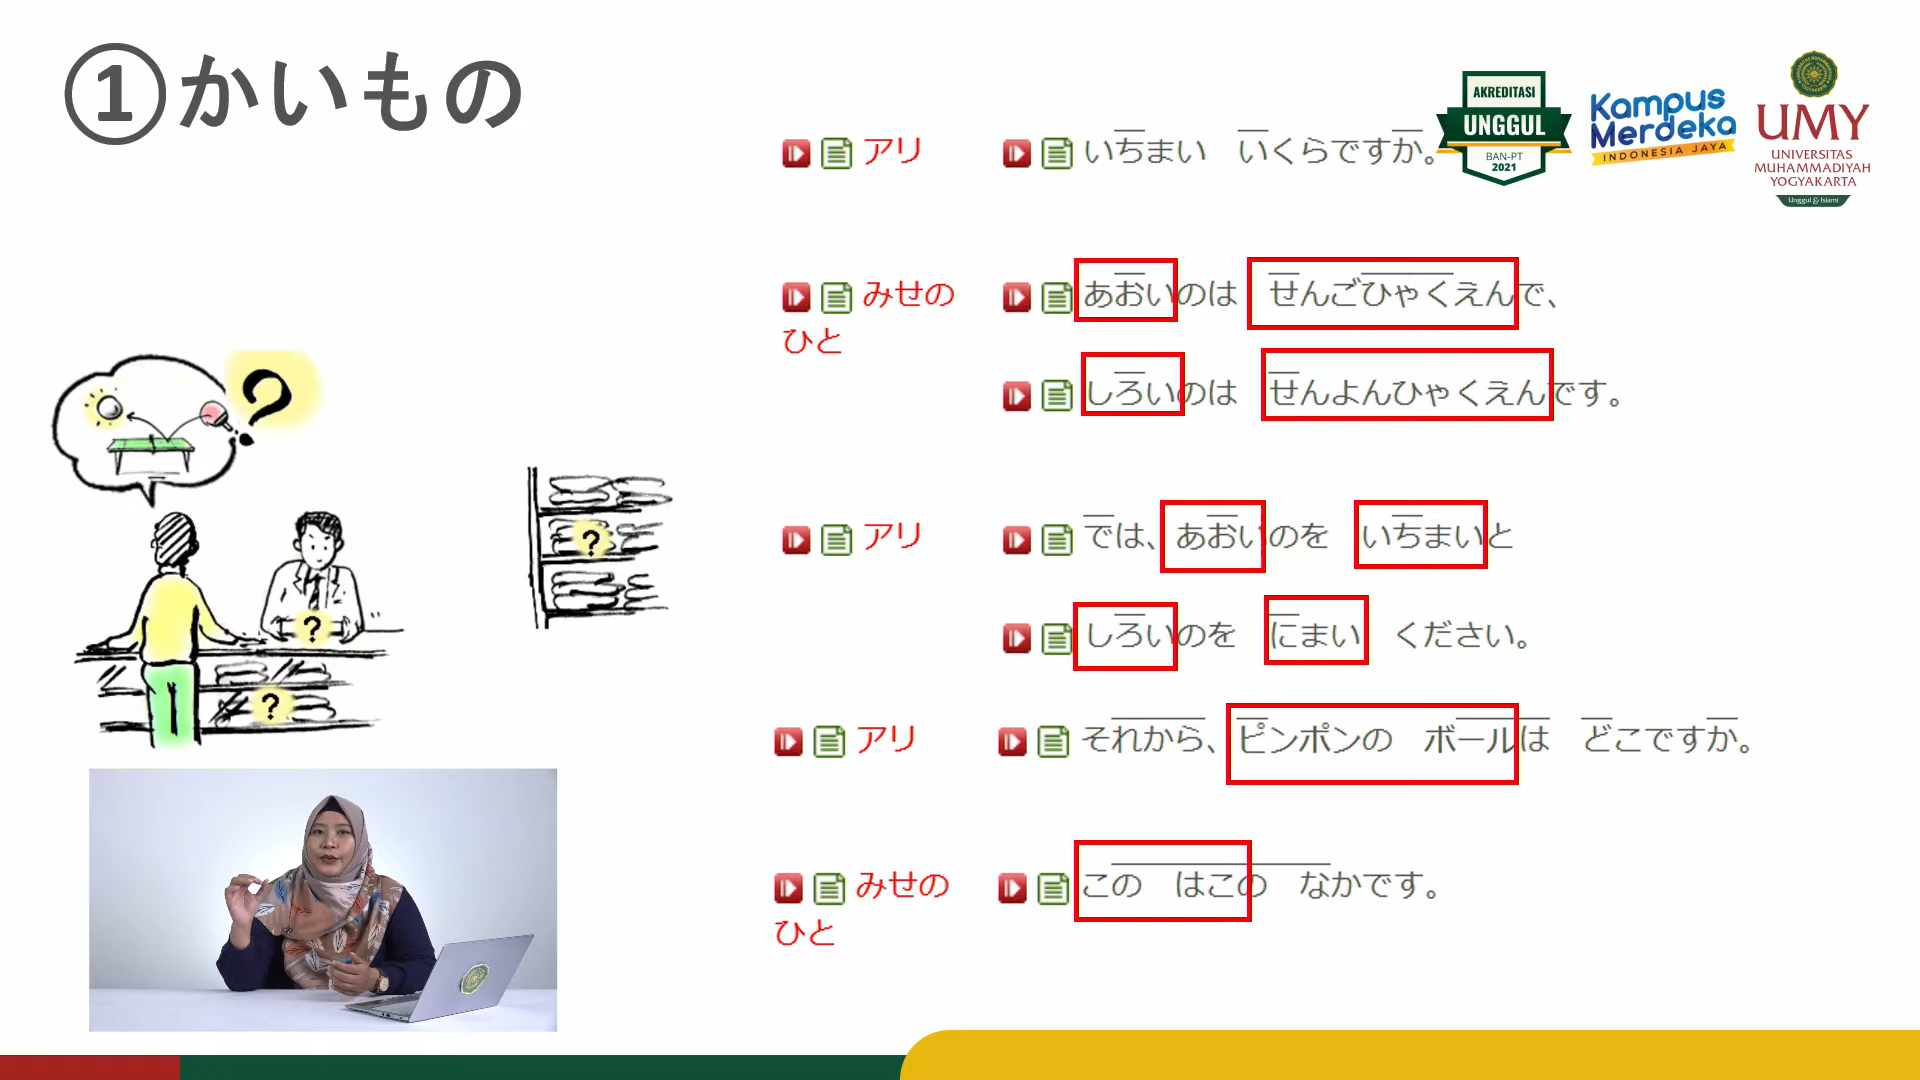 ①かいもの
アリ いちまい いくらですか。
みせの あおいのは せんごひゃくえんで、
ひと
しろいのは せんよんひゃくえんです。
アリ では、あおいのを いちまいと
しろいのを にまい ください。
アリ それから、ピンポンの ボールは どこですか。
みせの この はこの なかです。
ひと
AKREDITASI
UNGGUL
BAN-PT
2021
Kampus
Merdeka
INDONESIA JAYA
UMY
UNIVERSITAS
MUHAMMADIYAH
YOGYAKARTA
Unggul & Islami
?
?
?
?